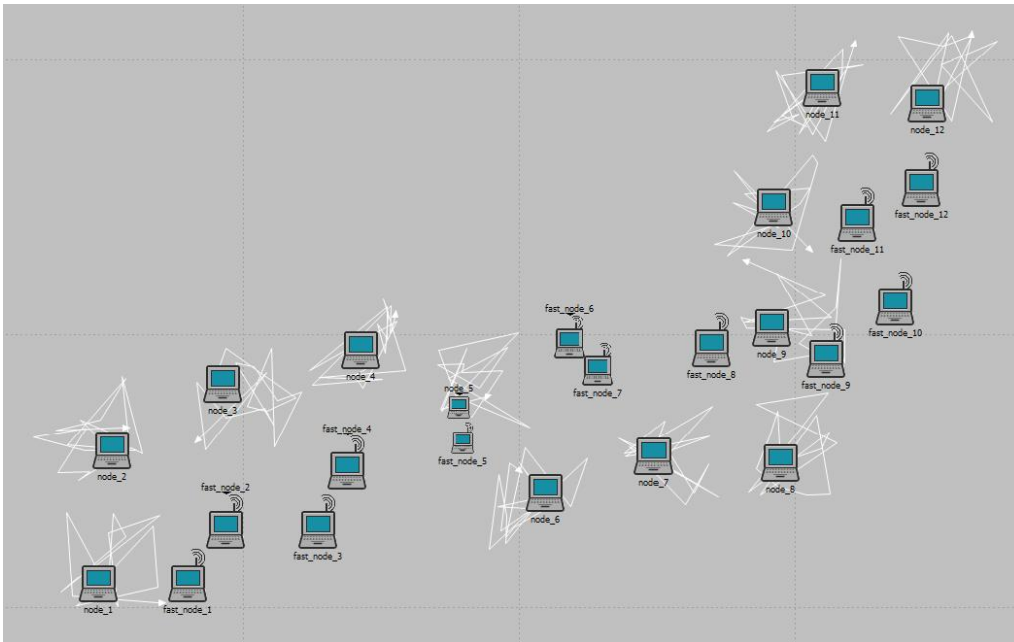 node_11
node_12
fast_node_12
node_10
fast_node_11
fast_node_6
fast_node_10
node_9
node_4
fast_node_8
node_5
fast_node_7
fast_node_9
node_3
fast_node_4
fast_node_5
node_2
node_7
node_8
fast_node_2
node_6
fast_node_3
node_1
fast_node_1